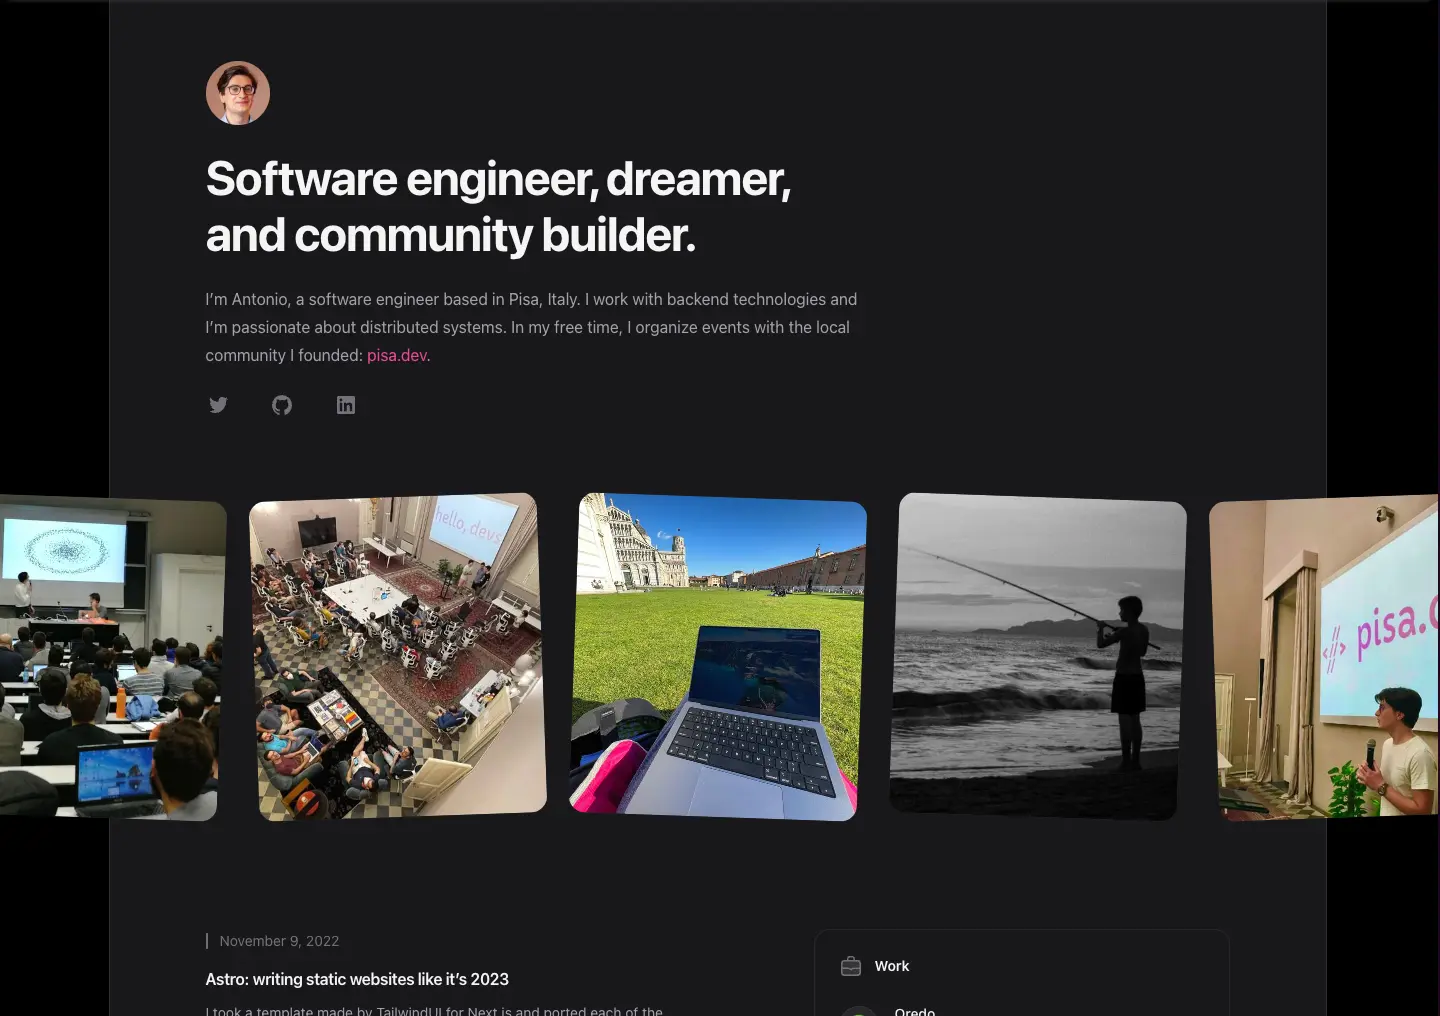 Software engineer, dreamer,
and community builder.
I’m Antonio, a software engineer based in Pisa, Italy. I work with backend technologies and
I’m passionate about distributed systems. In my free time, I organize events with the local
community I founded: pisa.dev.
hello, devs
pisa.
November 9, 2022
Astro: writing static websites like it’s 2023
I took a template made by TailwindUI for Next.js and ported each of the
Work
Qredo